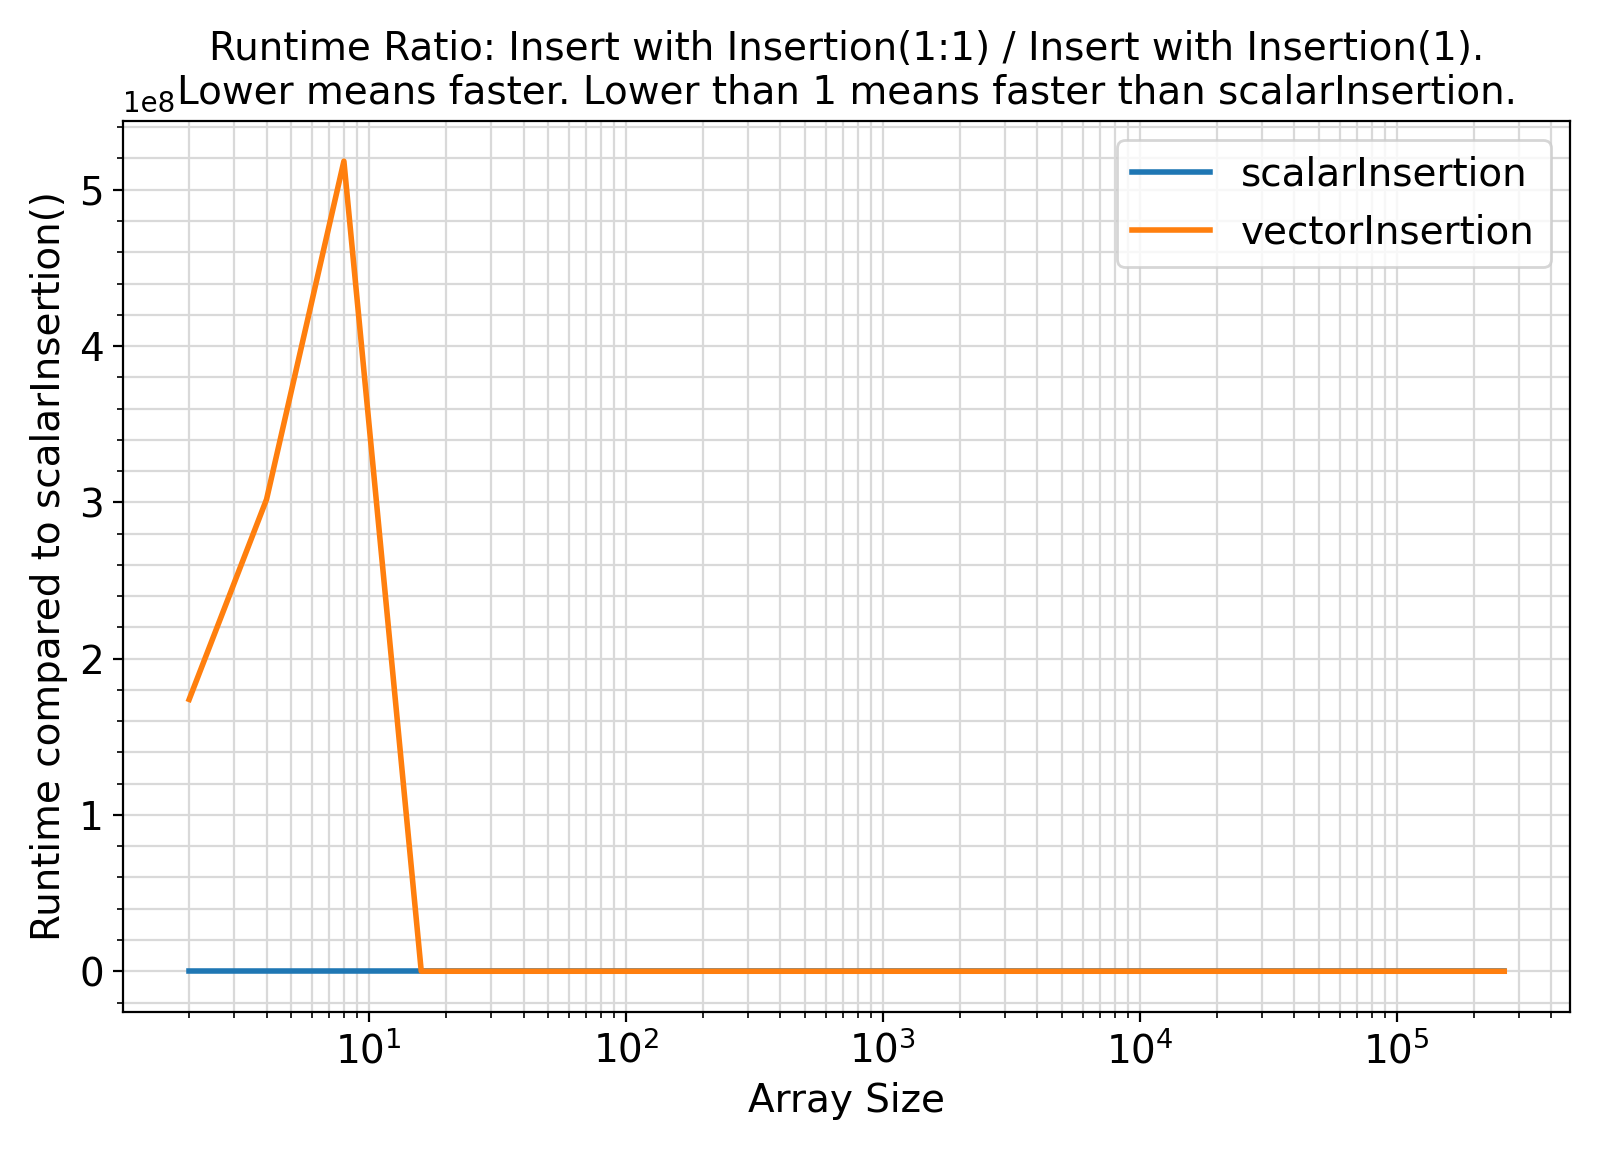 Runtime Ratio: Insert with Insertion(1:1) / Insert with Insertion(1).
Lower means faster. Lower than 1 means faster than scalarInsertion.
1e8
scalarInsertion
vectorInsertion
Runtime compared to scalarInsertion()
5
4
3
2
1
0
10¹ 10² 10³ 10⁴ 10⁵
Array Size